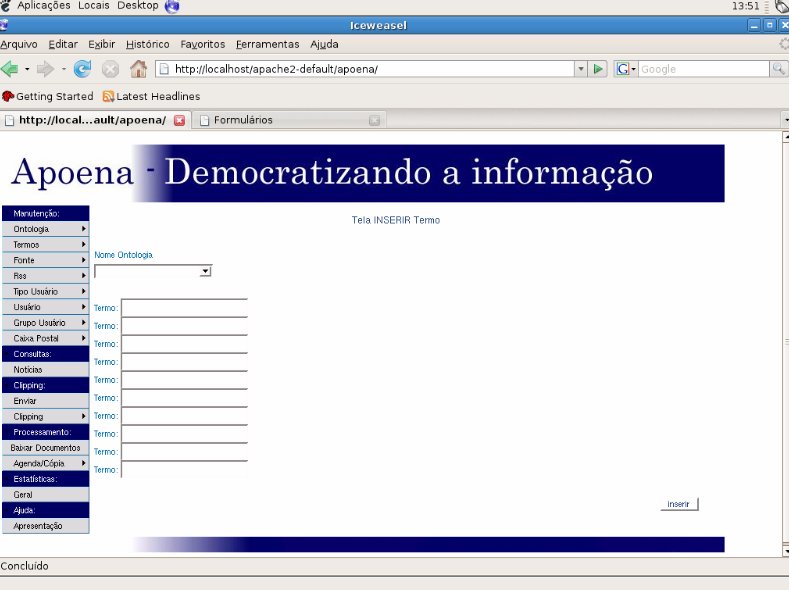 Aplicações Locais Desktop 13:51
Iceweasel
Arquivo Editar Exibir Histórico Favoritos Ferramentas Ajuda
http://localhost/apache2-default/apoena/ G Google
Getting Started Latest Headlines
http://local...ault/apoena/ Formulários
Apoena - Democratizando a informação
Manutenção:
Ontologia
Termos
Fonte
Rss
Tipo Usuário
Usuário
Grupo Usuário
Caixa Postal
Consultas:
Notícias
Clipping:
Enviar
Clipping
Processamento:
Baixar Documentos
Agenda/Cópia
Estatísticas:
Geral
Ajuda:
Apresentação
Tela INSERIR Termo
Nome Ontologia
Termo:
Termo:
Termo:
Termo:
Termo:
Termo:
Termo:
Termo:
Termo:
Termo:
Inserir
Concluído